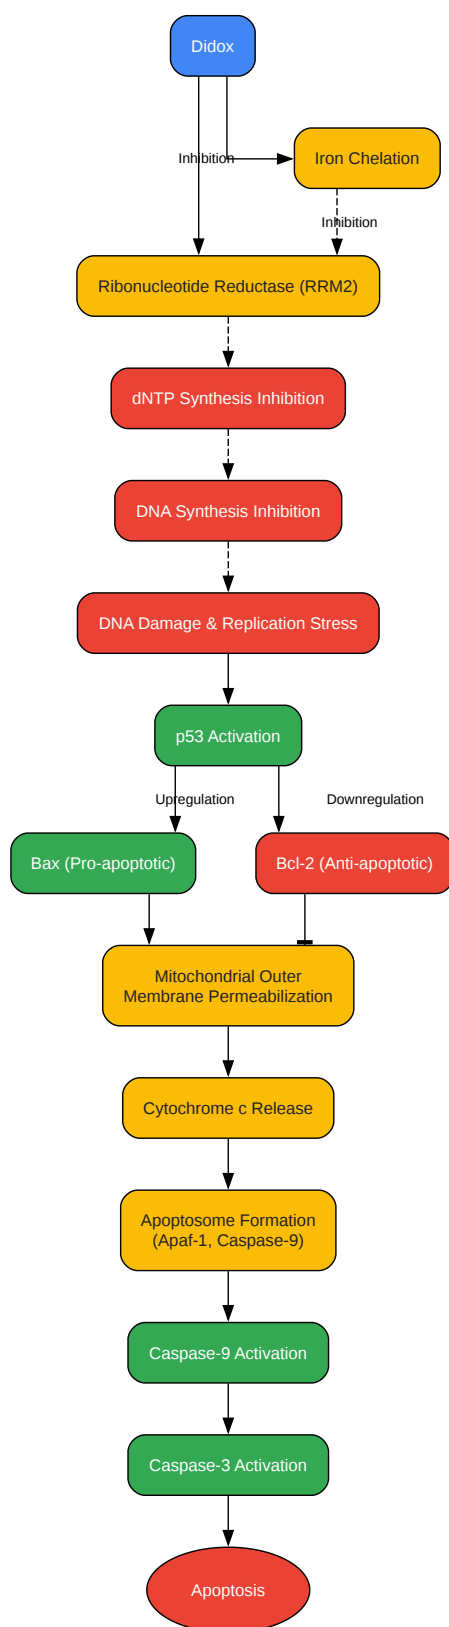 Didox
Inhibition
Iron Chelation
Inhibition
Ribonucleotide Reductase (RRM2)
dNTP Synthesis Inhibition
DNA Synthesis Inhibition
DNA Damage & Replication Stress
p53 Activation
Upregulation
Downregulation
Bax (Pro-apoptotic)
Bcl-2 (Anti-apoptotic)
Mitochondrial Outer
Membrane Permeabilization
Cytochrome c Release
Apoptosome Formation
(Apaf-1, Caspase-9)
Caspase-9 Activation
Caspase-3 Activation
Apoptosis